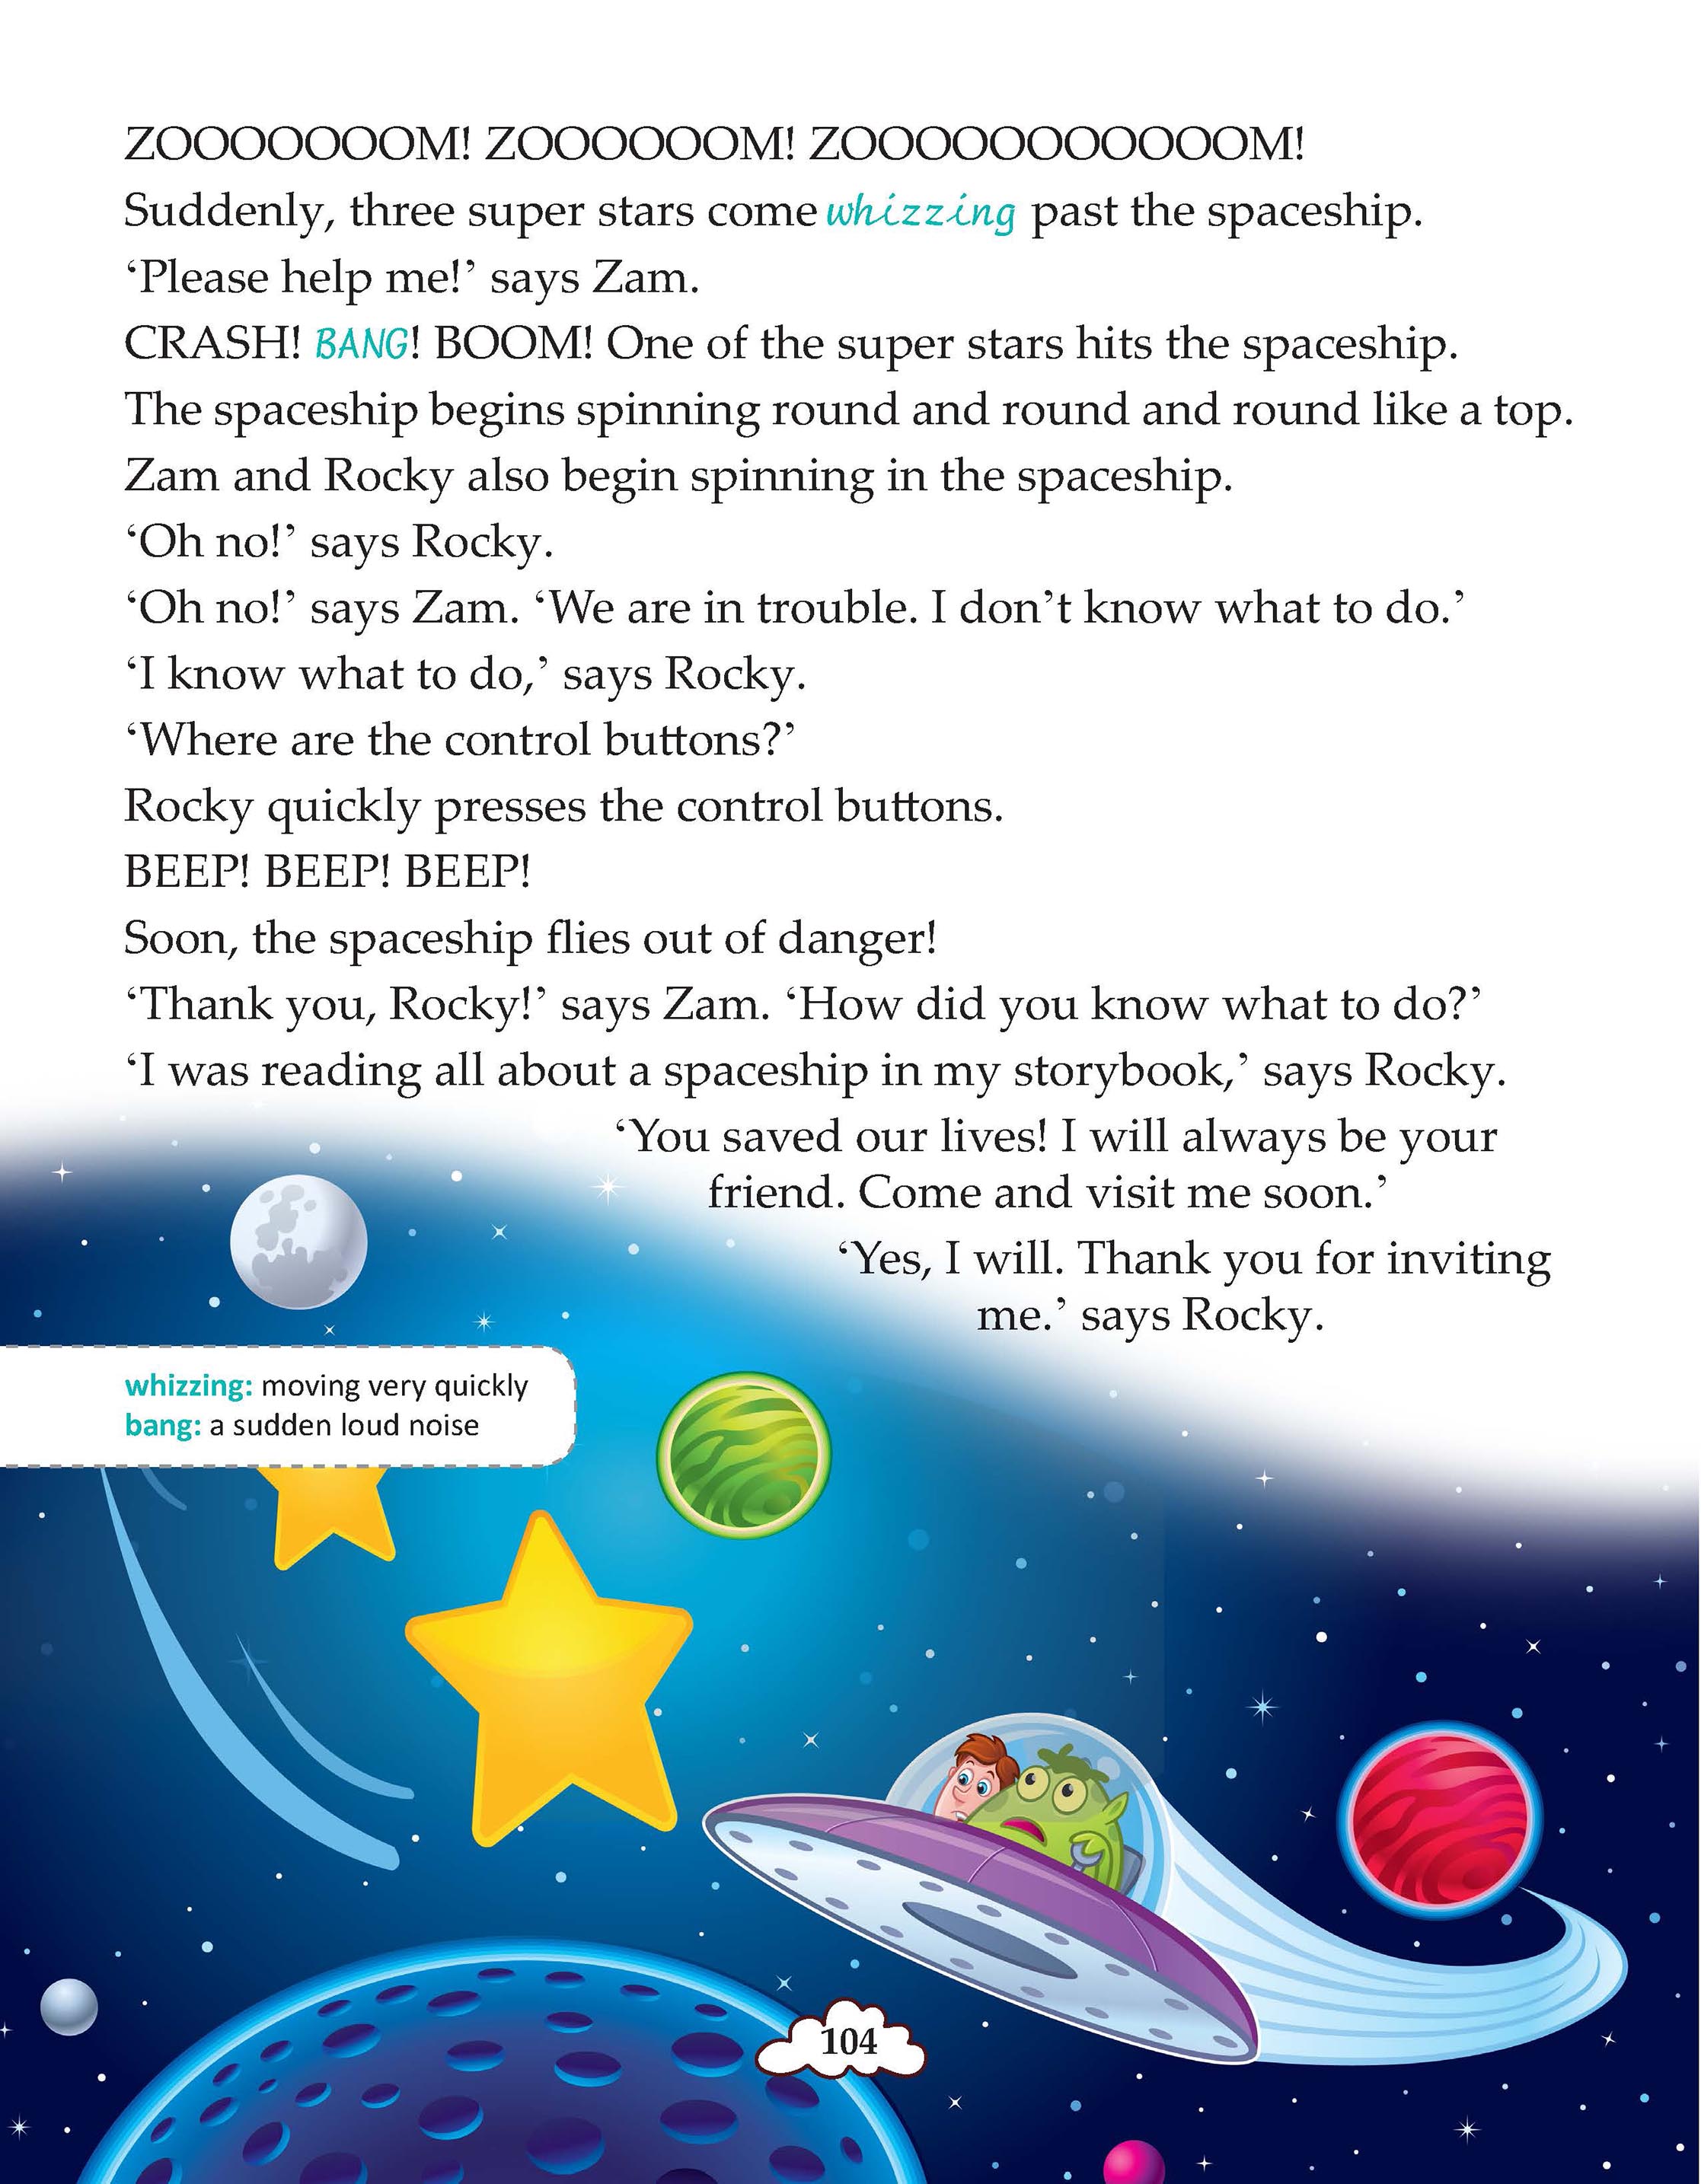 ZOOOOOOOM! ZOOOOOOM! ZOOOOOOOOOOOOM!
Suddenly, three super stars come whizzing past the spaceship.
‘Please help me!’ says Zam.
CRASH! BANG! BOOM! One of the super stars hits the spaceship.
The spaceship begins spinning round and round and round like a top.
Zam and Rocky also begin spinning in the spaceship.
‘Oh no!’ says Rocky.
‘Oh no!’ says Zam. ‘We are in trouble. I don’t know what to do.’
‘I know what to do,’ says Rocky.
‘Where are the control buttons?’
Rocky quickly presses the control buttons.
BEEP! BEEP! BEEP!
Soon, the spaceship flies out of danger!
‘Thank you, Rocky!’ says Zam. ‘How did you know what to do?’
‘I was reading all about a spaceship in my storybook,’ says Rocky.
‘You saved our lives! I will always be your
friend. Come and visit me soon.’
‘Yes, I will. Thank you for inviting
me.’ says Rocky.
whizzing: moving very quickly
bang: a sudden loud noise
104